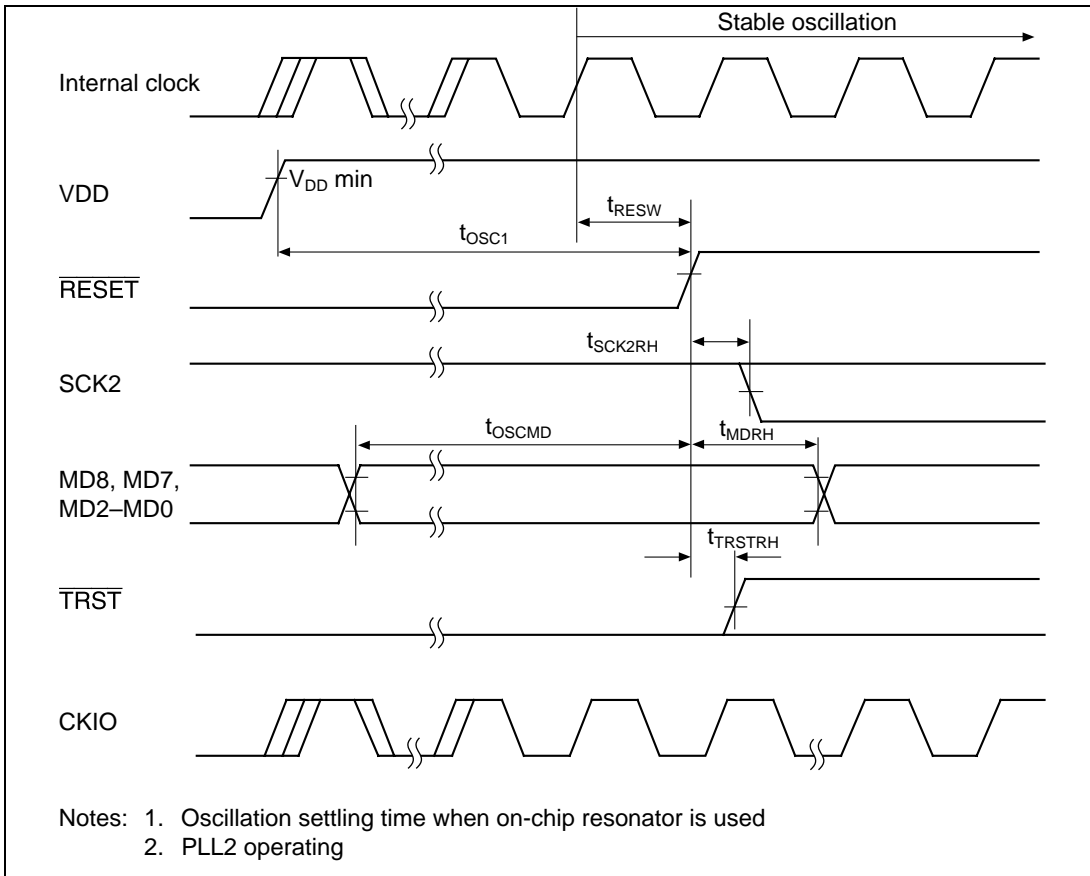 Stable oscillation
Internal clock
VDD
VDD min
tRESW
tOSC1
RESET
tSCK2RH
SCK2
tOSCMD
tMDRH
MD8, MD7,
MD2–MD0
tTRSTRH
TRST
CKIO
Notes: 1. Oscillation settling time when on-chip resonator is used
2. PLL2 operating